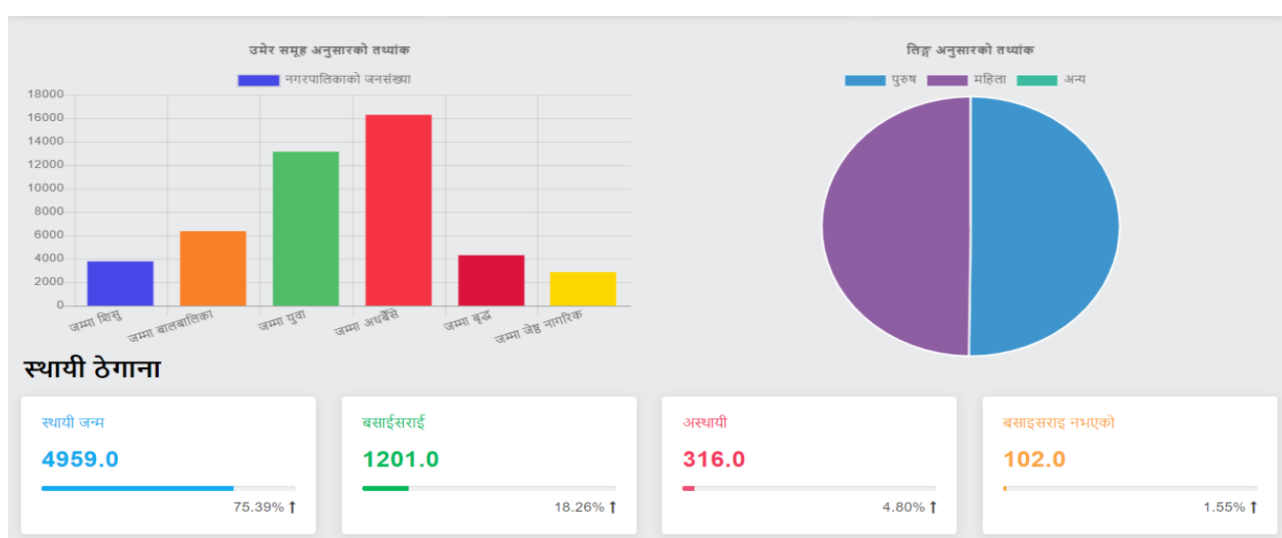 उमेर समूह अनुसारको तथ्यांक
नगरपालिकाको जनसंख्या
18000
16000
14000
12000
10000
8000
6000
4000
2000
0
जम्मा शिसु
जम्मा बालबालिका
जम्मा युवा
जम्मा अधबैँसे
जम्मा बृद्ध
जम्मा जेष्ठ नागरिक
लिङ्ग अनुसारको तथ्यांक
पुरुष महिला अन्य
स्थायी ठेगाना
स्थायी जन्म
4959.0
75.39% ⬆
बसाईसराई
1201.0
18.26% ⬆
अस्थायी
316.0
4.80% ⬆
बसाइसराइ नभएको
102.0
1.55% ⬆